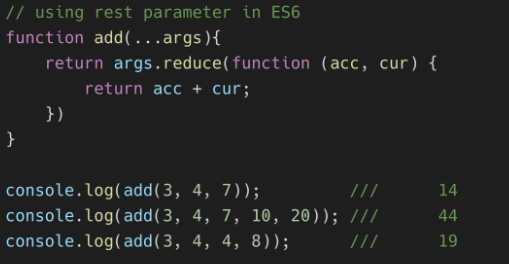 // using rest parameter in ES6
function add(...args){
    return args.reduce(function (acc, cur) {
        return acc + cur;
    })
}

console.log(add(3, 4, 7));          ///      14
console.log(add(3, 4, 7, 10, 20)); ///      44
console.log(add(3, 4, 4, 8));       ///      19